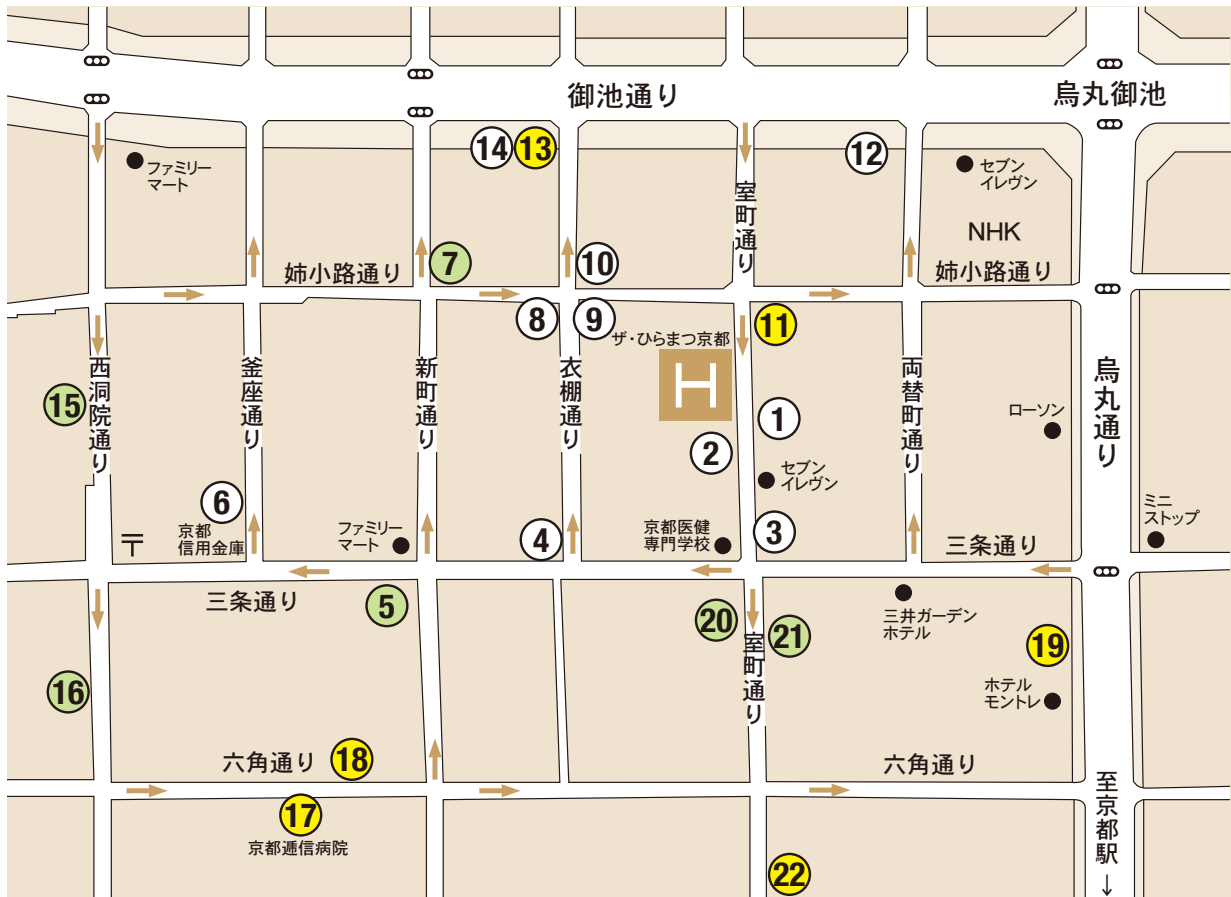 御池通り
烏丸御池
14
13
12
ファミリー
マート
セブン
イレヴン
室町通り
NHK
7
10
姉小路通り
姉小路通り
8
9
11
ザ・ひらまつ京都
H
西洞院通り
釜座通り
新町通り
衣棚通り
両替町通り
烏丸通り
15
1
ローソン
2
セブン
イレヴン
6
ミニ
ストップ
京都
信用金庫
〒
ファミリー
マート
4
京都医健
専門学校
3
三条通り
三条通り
5
20
21
室町通り
三井ガーデン
ホテル
19
16
ホテル
モントレ
六角通り
18
六角通り
17
京都逓信病院
22
至京都駅→